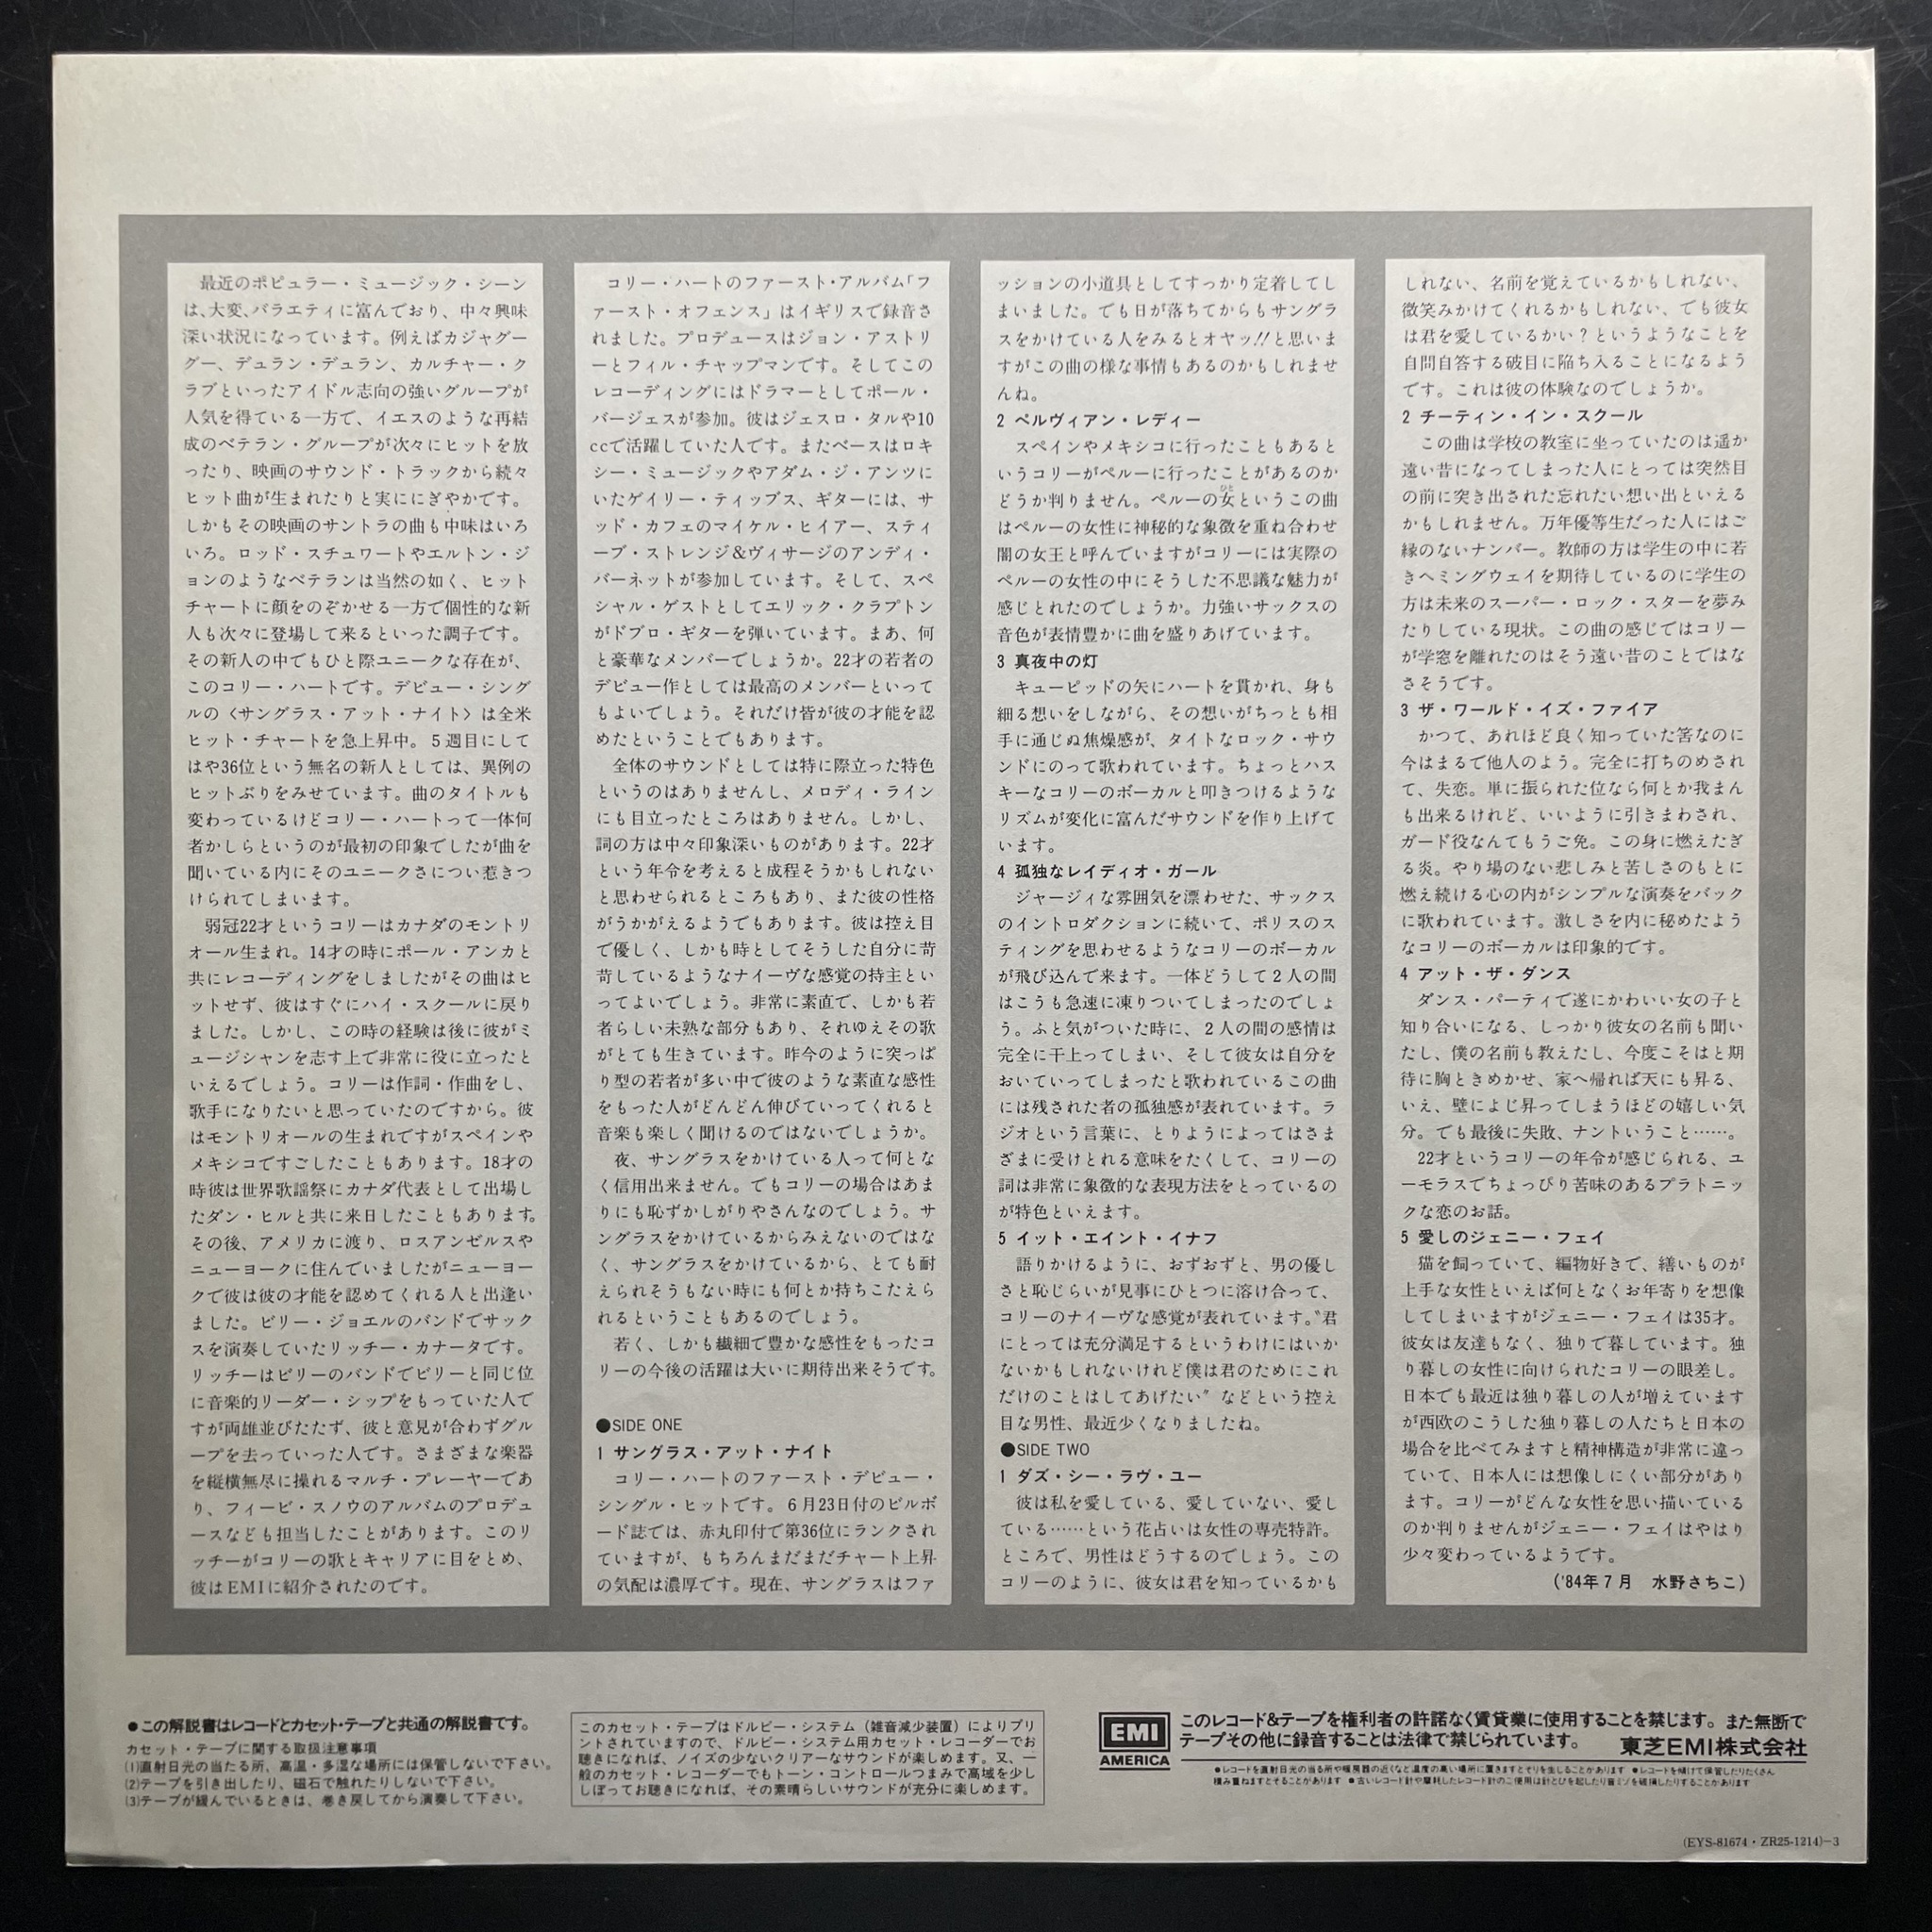 最近のポピュラー・ミュージック・シーン
は、大変、バラエティに富んでおり、中々興味
深い状況になっています。例えばカジャグー
グー、デュラン・デュラン、カルチャー・ク
ラブといったアイドル志向の強いグループが
人気を得ている一方で、イエスのような再結
成のベテラン・グループが次々にヒットを放
ったり、映画のサウンド・トラックから続々
ヒット曲が生まれたりと実ににぎやかです。
しかもその映画のサントラの曲も中味はいろ
いろ。ロッド・スチュワートやエルトン・ジ
ョンのようなベテランは当然の如く、ヒット
チャートに顔をのぞかせる一方で個性的な新
人も次々に登場して来るといった調子です。
その新人の中でもひと際ユニークな存在が、
このコリー・ハートです。デビュー・シング
ルの〈サングラス・アット・ナイト〉は全米
ヒット・チャートを急上昇中。5週目にして
はや36位という無名の新人としては、異例の
ヒットぶりをみせています。曲のタイトルも
変わっているけどコリー・ハートって一体何
者かしらというのが最初の印象でしたが曲を
聞いている内にそのユニークさについ惹きつ
けられてしまいます。
弱冠22才というコリーはカナダのモントリ
オール生まれ。14才の時にポール・アンカと
共にレコーディングをしましたがその曲はヒ
ットせず、彼はすぐにハイ・スクールに戻り
ました。しかし、この時の経験は後に彼がミ
ュージシャンを志す上で非常に役に立ったと
いえるでしょう。コリーは作詞・作曲をし、
歌手になりたいと思っていたのですから。彼
はモントリオールの生まれですがスペインや
メキシコですごしたこともあります。18才の
時彼は世界歌謡祭にカナダ代表として出場し
たダン・ヒルと共に来日したこともあります。
その後、アメリカに渡り、ロスアンゼルスや
ニューヨークに住んでいましたがニューヨー
クで彼は彼の才能を認めてくれる人と出逢い
ました。ビリー・ジョエルのバンドでサック
スを演奏していたリッチー・カナータです。
リッチーはビリーのバンドでビリーと同じ位
に音楽的リーダー・シップをもっていた人で
すが両雄並びたたず、彼と意見が合わずグル
ープを去っていった人です。さまざまな楽器
を縦横無尽に操れるマルチ・プレーヤーであ
り、フィービ・スノウのアルバムのプロデュ
ースなども担当したことがあります。このリ
ッチーがコリーの歌とキャリアに目をとめ、
彼はEMIに紹介されたのです。
コリー・ハートのファースト・アルバム「フ
ァースト・オフェンス」はイギリスで録音さ
れました。プロデュースはジョン・アストリ
ーとフィル・チャップマンです。そしてこの
レコーディングにはドラマーとしてポール・
バージェスが参加。彼はジェスロ・タルや10
ccで活躍していた人です。またベースはロキ
シー・ミュージックやアダム・ジ・アンツに
いたゲイリー・ティップス、ギターには、サ
ッド・カフェのマイケル・ヒイアー、スティ
ーブ・ストレンジ&ヴィサージのアンディ・
バーネットが参加しています。そして、スペ
シャル・ゲストとしてエリック・クラプトン
がドブロ・ギターを弾いています。まあ、何
と豪華なメンバーでしょうか。22才の若者の
デビュー作としては最高のメンバーといって
もよいでしょう。それだけ皆が彼の才能を認
めたということでもあります。
全体のサウンドとしては特に際立った特色
というのはありませんし、メロディ・ライン
にも目立ったところはありません。しかし、
詞の方は中々印象深いものがあります。22才
という年令を考えると成程そうかもしれない
と思わせられるところもあり、また彼の性格
がうかがえるようでもあります。彼は控え目
で優しく、しかも時としてそうした自分に苛
苛しているようなナイーヴな感覚の持主とい
ってよいでしょう。非常に素直で、しかも若
者らしい未熟な部分もあり、それゆえその歌
がとても生きています。昨今のように突っぱ
り型の若者が多い中で彼のような素直な感性
をもった人がどんどん伸びていってくれると
音楽も楽しく聞けるのではないでしょうか。
夜、サングラスをかけている人って何とな
く信用出来ません。でもコリーの場合はあま
りにも恥ずかしがりやさんなのでしょう。サ
ングラスをかけているからみえないのではな
く、サングラスをかけているから、とても耐
えられそうもない時にも何とか持ちこたえら
れるということもあるのでしょう。
若く、しかも繊細で豊かな感性をもったコ
リーの今後の活躍は大いに期待出来そうです。
●SIDE ONE
1 サングラス・アット・ナイト
コリー・ハートのファースト・デビュー・
シングル・ヒットです。6月23日付のビルボ
ード誌では、赤丸印付で第36位にランクされ
ていますが、もちろんまだまだチャート上昇
の気配は濃厚です。現在、サングラスはファ
ッションの小道具としてすっかり定着してし
まいました。でも日が落ちてからもサングラ
スをかけている人をみるとオヤッ!!と思いま
すがこの曲の様な事情もあるのかもしれませ
んね。
2 ペルヴィアン・レディー
スペインやメキシコに行ったこともあると
いうコリーがペルーに行ったことがあるのか
どうか判りません。ペルーの女というこの曲
はペルーの女性に神秘的な象徴を重ね合わせ
闇の女王と呼んでいますがコリーには実際の
ペルーの女性の中にそうした不思議な魅力が
感じとれたのでしょうか。力強いサックスの
音色が表情豊かに曲を盛りあげています。
3 真夜中の灯
キューピッドの矢にハートを貫かれ、身も
細る想いをしながら、その想いがちっとも相
手に通じぬ焦燥感が、タイトなロック・サウ
ンドにのって歌われています。ちょっとハス
キーなコリーのボーカルと叩きつけるような
リズムが変化に富んだサウンドを作り上げて
います。
4 孤独なレイディオ・ガール
ジャージィな雰囲気を漂わせた、サックス
のイントロダクションに続いて、ポリスのス
ティングを思わせるようなコリーのボーカル
が飛び込んで来ます。一体どうして2人の間
はこうも急速に凍りついてしまったのでしょ
う。ふと気がついた時に、2人の間の感情は
完全に干上ってしまい、そして彼女は自分を
おいていってしまったと歌われているこの曲
には残された者の孤独感が表れています。ラ
ジオという言葉に、とりようによってはさま
ざまに受けとれる意味をたくして、コリーの
詞は非常に象徴的な表現方法をとっているの
が特色といえます。
5 イット・エイント・イナフ
語りかけるように、おずおずと、男の優し
さと恥じらいが見事にひとつに溶け合って、
コリーのナイーヴな感覚が表れています。〝君
にとっては充分満足するというわけにはいか
ないかもしれないけれど僕は君のためにこれ
だけのことはしてあげたい〞などという控え
目な男性、最近少くなりましたね。
●SIDE TWO
1 ダズ・シー・ラヴ・ユー
彼は私を愛している、愛していない、愛し
ている……という花占いは女性の専売特許。
ところで、男性はどうするのでしょう。この
コリーのように、彼女は君を知っているかも
しれない、名前を覚えているかもしれない、
微笑みかけてくれるかもしれない、でも彼女
は君を愛しているかい?というようなことを
自問自答する破目に陥ち入ることになるよう
です。これは彼の体験なのでしょうか。
2 チーティン・イン・スクール
この曲は学校の教室に坐っていたのは遥か
遠い昔になってしまった人にとっては突然目
の前に突き出された忘れたい想い出といえる
かもしれません。万年優等生だった人にはご
縁のないナンバー。教師の方は学生の中に若
きヘミングウェイを期待しているのに学生の
方は未来のスーパー・ロック・スターを夢み
たりしている現状。この曲の感じではコリー
が学窓を離れたのはそう遠い昔のことではな
さそうです。
3 ザ・ワールド・イズ・ファイア
かつて、あれほど良く知っていた筈なのに
今はまるで他人のよう。完全に打ちのめされ
て、失恋。単に振られた位なら何とか我まん
も出来るけれど、いいように引きまわされ、
ガード役なんてもうご免。この身に燃えたぎ
る炎。やり場のない悲しみと苦しさのもとに
燃え続ける心の内がシンプルな演奏をバック
に歌われています。激しさを内に秘めたよう
なコリーのボーカルは印象的です。
4 アット・ザ・ダンス
ダンス・パーティで遂にかわいい女の子と
知り合いになる、しっかり彼女の名前も聞い
たし、僕の名前も教えたし、今度こそはと期
待に胸ときめかせ、家へ帰れば天にも昇る、
いえ、壁によじ昇ってしまうほどの嬉しい気
分。でも最後に失敗、ナントいうこと……。
22才というコリーの年令が感じられる、ユ
ーモラスでちょっぴり苦味のあるプラトニッ
クな恋のお話。
5 愛しのジェニー・フェイ
猫を飼っていて、編物好きで、繕いものが
上手な女性といえば何となくお年寄りを想像
してしまいますがジェニー・フェイは35才。
彼女は友達もなく、独りで暮しています。独
り暮しの女性に向けられたコリーの眼差し。
日本でも最近は独り暮しの人が増えています
が西欧のこうした独り暮しの人たちと日本の
場合を比べてみますと精神構造が非常に違っ
ていて、日本人には想像しにくい部分があり
ます。コリーがどんな女性を思い描いている
のか判りませんがジェニー・フェイはやはり
少々変わっているようです。
('84年7月 水野さちこ)
●この解説書はレコードとカセット・テープと共通の解説書です。
カセット・テープに関する取扱注意事項
(1)直射日光の当たる所、高温・多湿な場所には保管しないで下さい。
(2)テープを引き出したり、磁石で触れたりしないで下さい。
(3)テープが緩んでいるときは、巻き戻してから演奏して下さい。
このカセット・テープはドルビー・システム(雑音減少装置)によりプリ
ントされていますので、ドルビー・システム用カセット・レコーダーでお
聴きになれば、ノイズの少ないクリアーなサウンドが楽しめます。又、一
般のカセット・レコーダーでもトーン・コントロールつまみで高域を少し
しぼってお聴きになれば、その素晴らしいサウンドが充分に楽しめます。
EMI
AMERICA
このレコード&テープを権利者の許諾なく賃貸業に使用することを禁じます。また無断で
テープその他に録音することは法律で禁じられています。 東芝EMI株式会社
●レコードを直射日光の当る所や暖房器の近くなど温度の高い場所に置きますとそりを生じることがあります ●レコードを傾けて保管したりたくさん
積み重ねますとそることがあります ●古いレコード針や摩耗したレコード針のご使用は針とびを起したり音ミゾを破損したりすることがあります
(EYS-81674・ZR25-1214)-3